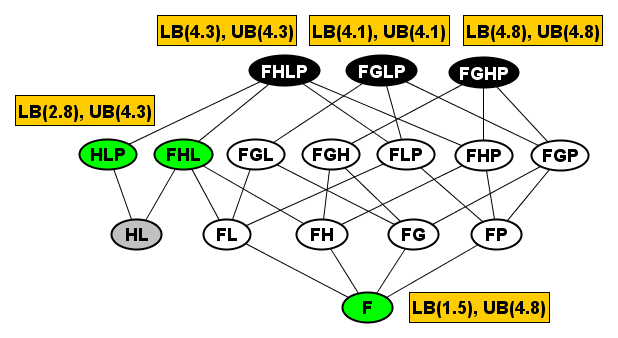 LB(4.3), UB(4.3) LB(4.1), UB(4.1) LB(4.8), UB(4.8)
FHLP FGLP FGHP
LB(2.8), UB(4.3)
HLP FHL FGL FGH FLP FHP FGP
HL FL FH FG FP
F LB(1.5), UB(4.8)